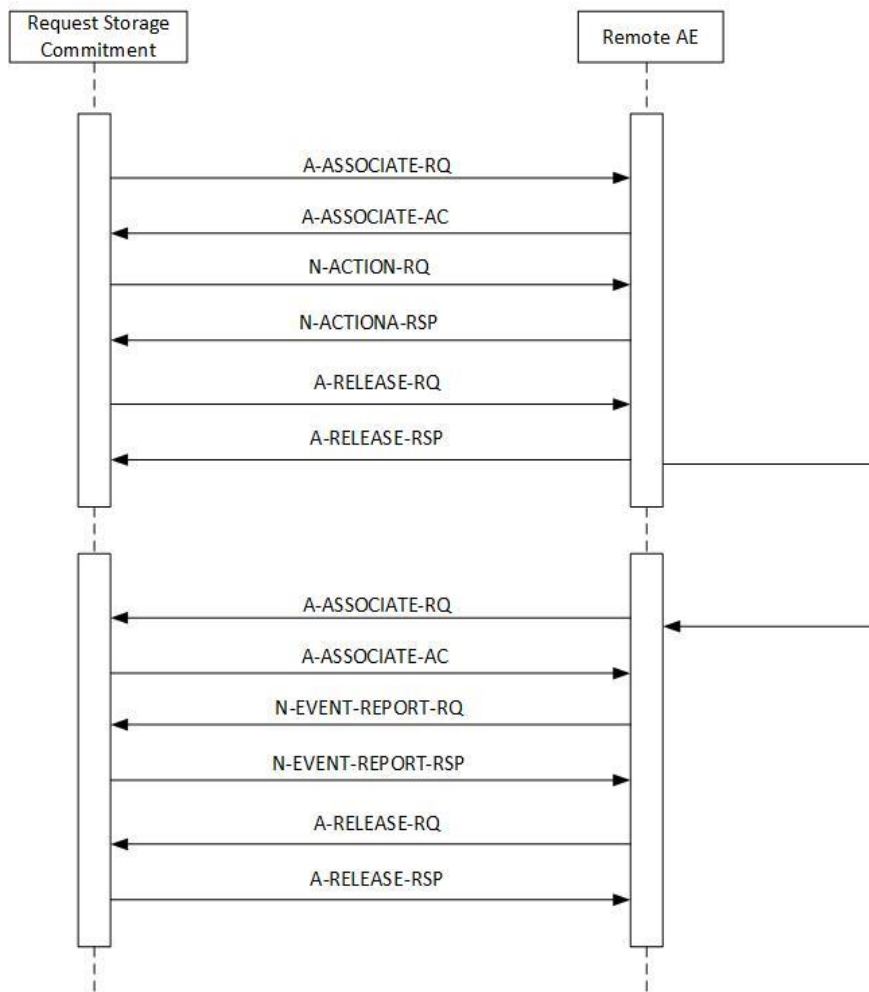 Request Storage
Commitment
Remote AE
A-ASSOCIATE-RQ
A-ASSOCIATE-AC
N-ACTION-RQ
N-ACTIONA-RSP
A-RELEASE-RQ
A-RELEASE-RSP
A-ASSOCIATE-RQ
A-ASSOCIATE-AC
N-EVENT-REPORT-RQ
N-EVENT-REPORT-RSP
A-RELEASE-RQ
A-RELEASE-RSP